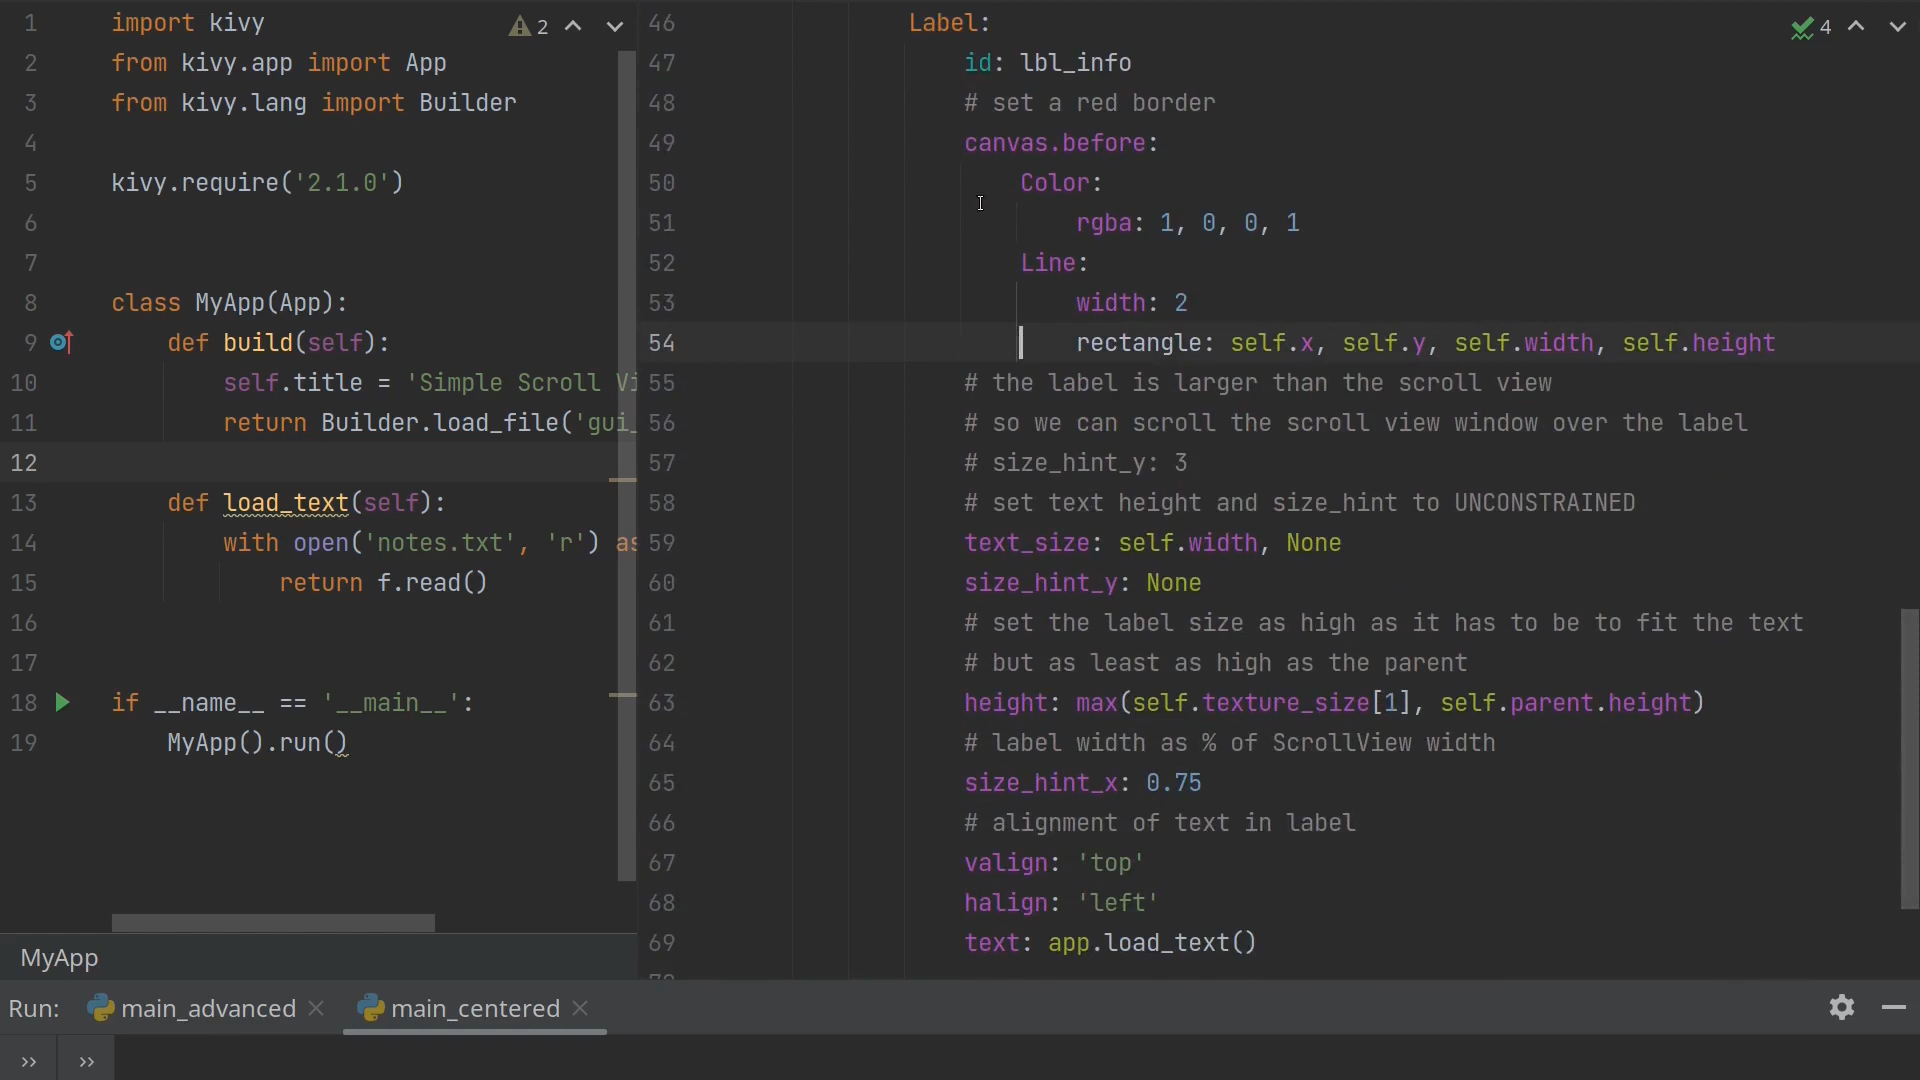 1 import kivy
2 from kivy.app import App
3 from kivy.lang import Builder
4
5 kivy.require('2.1.0')
6
7
8 class MyApp(App):
9 def build(self):
10 self.title = 'Simple Scroll Vi
11 return Builder.load_file('gui_
12
13 def load_text(self):
14 with open('notes.txt', 'r') as
15 return f.read()
16
17
18 if __name__ == '__main__':
19 MyApp().run()
2
MyApp
46 Label:
47 id: lbl_info
48 # set a red border
49 canvas.before:
50 Color:
51 rgba: 1, 0, 0, 1
52 Line:
53 width: 2
54 rectangle: self.x, self.y, self.width, self.height
55 # the label is larger than the scroll view
56 # so we can scroll the scroll view window over the label
57 # size_hint_y: 3
58 # set text height and size_hint to UNCONSTRAINED
59 text_size: self.width, None
60 size_hint_y: None
61 # set the label size as high as it has to be to fit the text
62 # but as least as high as the parent
63 height: max(self.texture_size[1], self.parent.height)
64 # label width as % of ScrollView width
65 size_hint_x: 0.75
66 # alignment of text in label
67 valign: 'top'
68 halign: 'left'
69 text: app.load_text()
4
Run: main_advanced main_centered